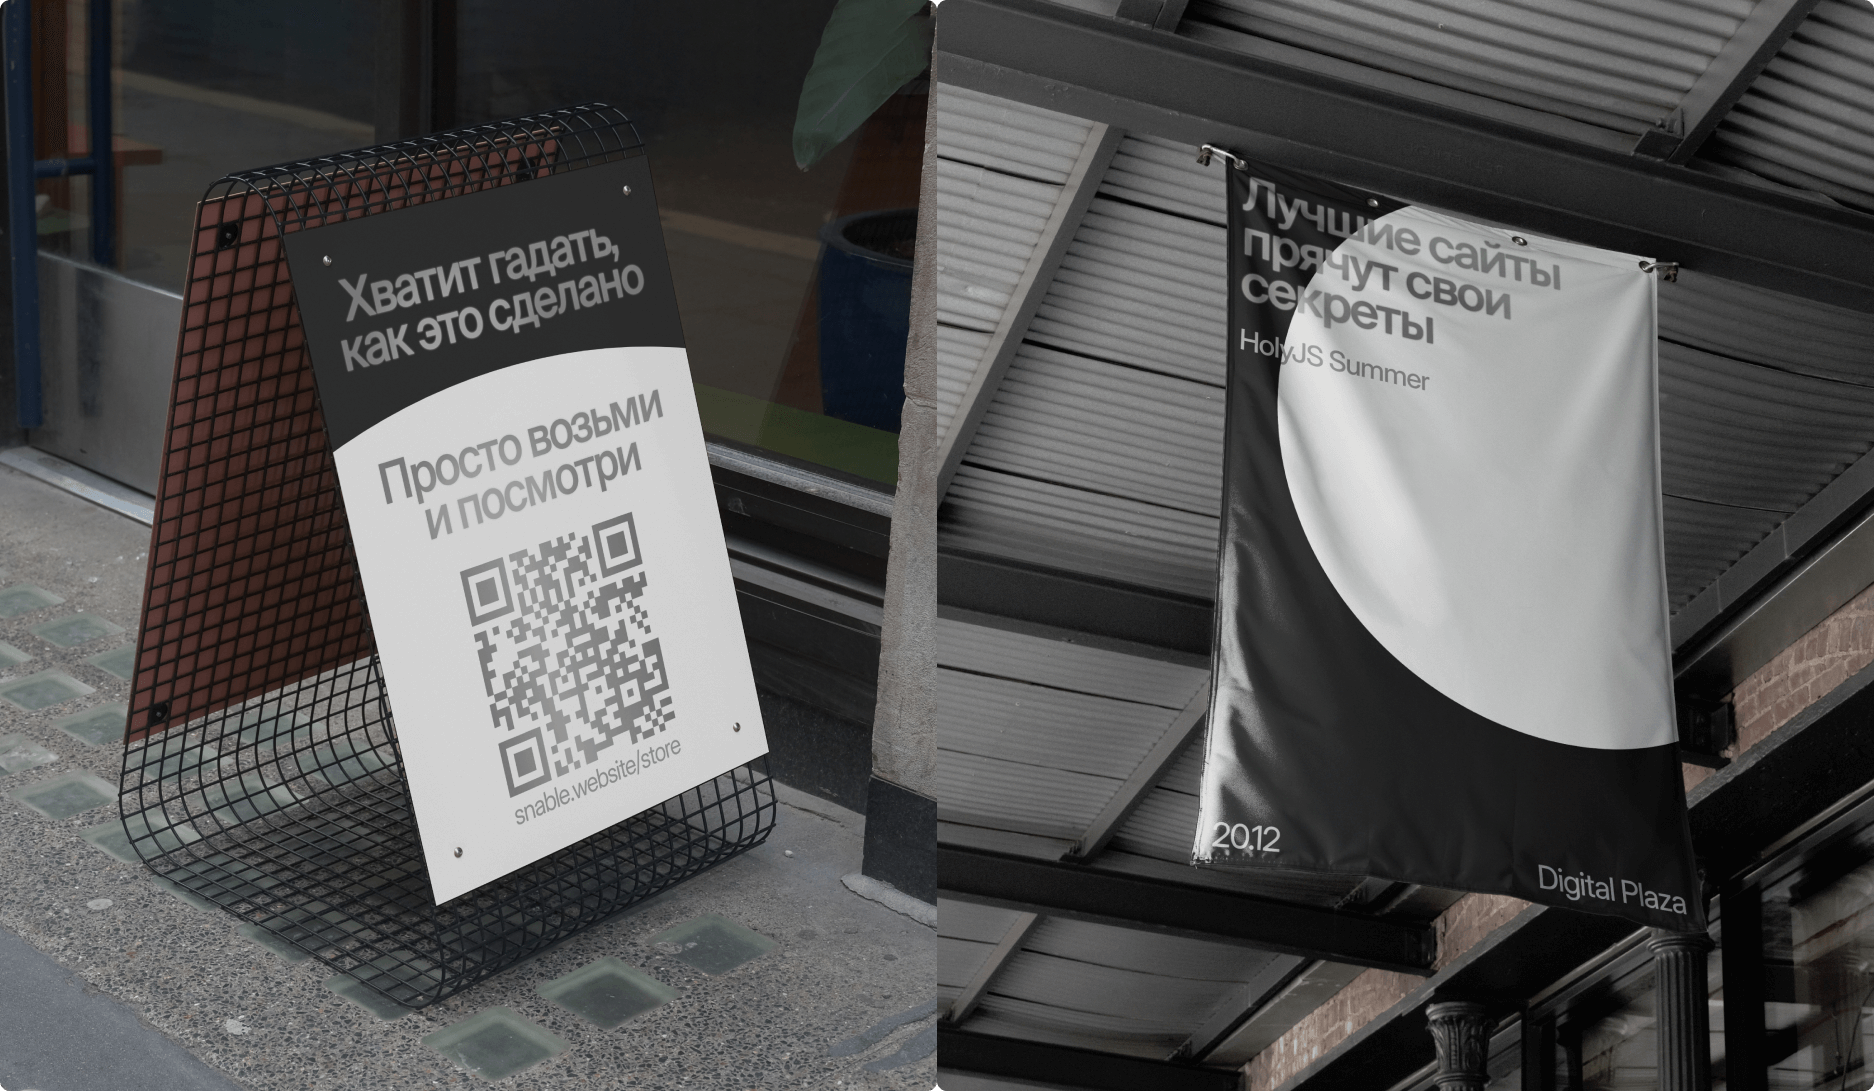 Хватит гадать,
как это сделано
Просто возьми
и посмотри
snable.website/store
Лучшие сайты
прячут свои
секреты
HolyJS Summer
20.12
Digital Plaza